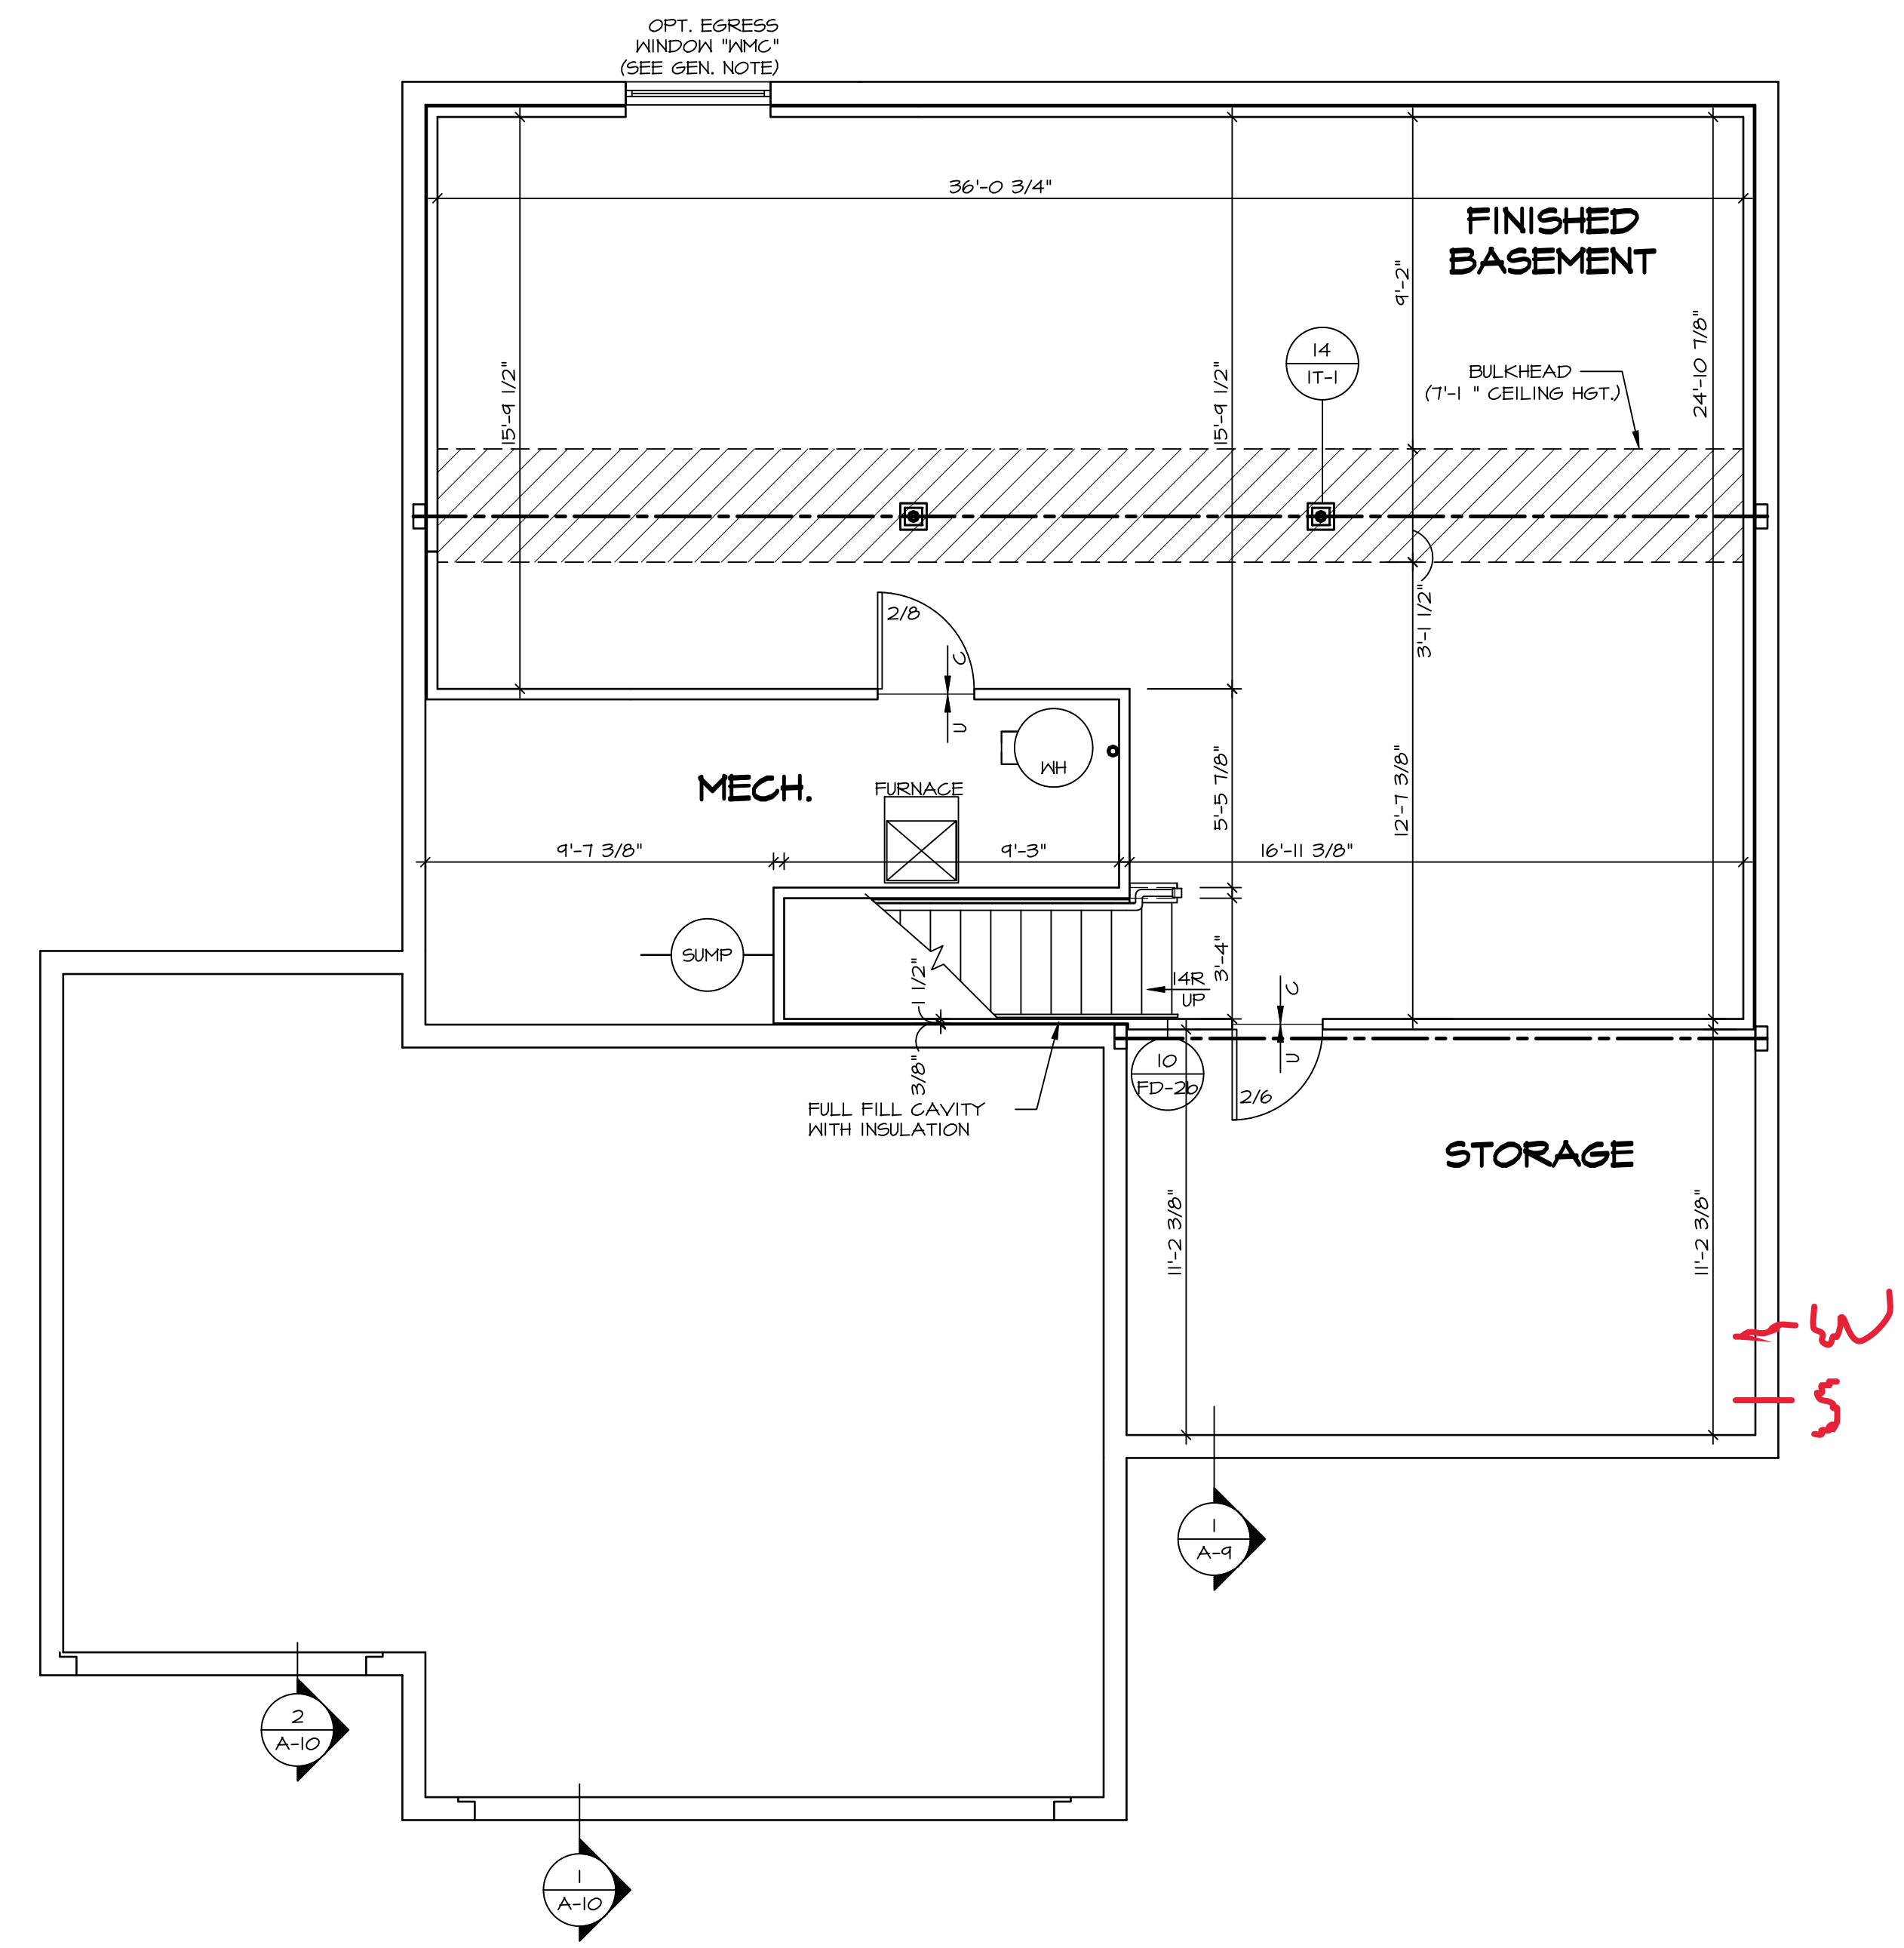 OPT. EGRESS
WINDOW "WMC"
(SEE GEN. NOTE)
36'-0 3/4"
FINISHED
BASEMENT
9'-2"
15'-9 1/2"
15'-9 1/2"
24'-10 7/8"
14
1T-1
BULKHEAD
(7'-1 " CEILING HGT.)
3'-1 1/2"
2/8
C
U
WH
MECH.
FURNACE
5'-5 7/8"
12'-7 3/8"
9'-7 3/8"
9'-3"
16'-11 3/8"
SUMP
1 1/2"
3'-4"
14R
UP
C
U
3/8"
10
FD-2b
2/6
FULL FILL CAVITY
WITH INSULATION
STORAGE
11'-2 3/8"
11'-2 3/8"
W
S
1
A-9
2
A-10
1
A-10